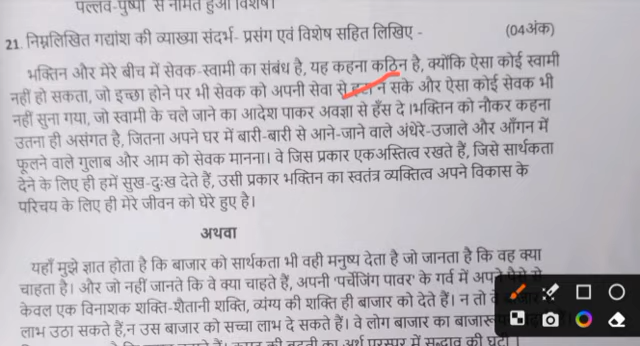 पल्लव-पुष्पों से नमित हुआ विशेष।
21. निम्नलिखित गद्यांश की व्याख्या संदर्भ- प्रसंग एवं विशेष सहित लिखिए - (04अंक)
भक्तिन और मेरे बीच में सेवक-स्वामी का संबंध है, यह कहना कठिन है, क्योंकि ऐसा कोई स्वामी
नहीं हो सकता, जो इच्छा होने पर भी सेवक को अपनी सेवा से हटा न सके और ऐसा कोई सेवक भी
नहीं सुना गया, जो स्वामी के चले जाने का आदेश पाकर अवज्ञा से हँस दे।भक्तिन को नौकर कहना
उतना ही असंगत है, जितना अपने घर में बारी-बारी से आने-जाने वाले अंधेरे-उजाले और आँगन में
फूलने वाले गुलाब और आम को सेवक मानना। वे जिस प्रकार एकअस्तित्व रखते हैं, जिसे सार्थकता
देने के लिए ही हमें सुख-दुःख देते हैं, उसी प्रकार भक्तिन का स्वतंत्र व्यक्तित्व अपने विकास के
परिचय के लिए ही मेरे जीवन को घेरे हुए है।
अथवा
यहाँ मुझे ज्ञात होता है कि बाजार को सार्थकता भी वही मनुष्य देता है जो जानता है कि वह क्या
चाहता है। और जो नहीं जानते कि वे क्या चाहते हैं, अपनी 'पर्चेजिंग पावर' के गर्व में अपने
केवल एक विनाशक शक्ति-शैतानी शक्ति, व्यंग्य की शक्ति ही बाजार को देते हैं। न तो वे
लाभ उठा सकते हैं,न उस बाजार को सच्चा लाभ दे सकते हैं। वे लोग बाजार का